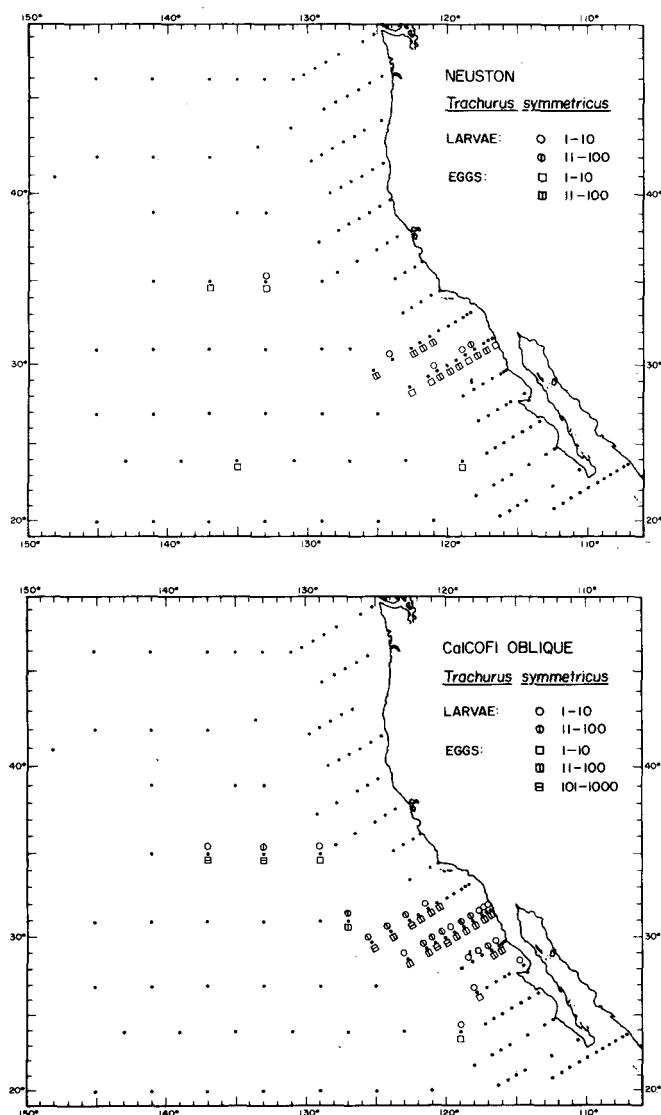 150° 140° 130° 120° 110°
NEUSTON
Trachurus symmetricus
LARVAE: 1-10
11-100
EGGS: 1-10
11-100
40° 40°
30° 30°
20° 20°
150° 140° 130° 120° 110°
150° 140° 130° 120° 110°
CalCOFI OBLIQUE
Trachurus symmetricus
LARVAE: 1-10
11-100
EGGS: 1-10
11-100
101-1000
40° 40°
30° 30°
20° 20°
150° 140° 130° 120° 110°